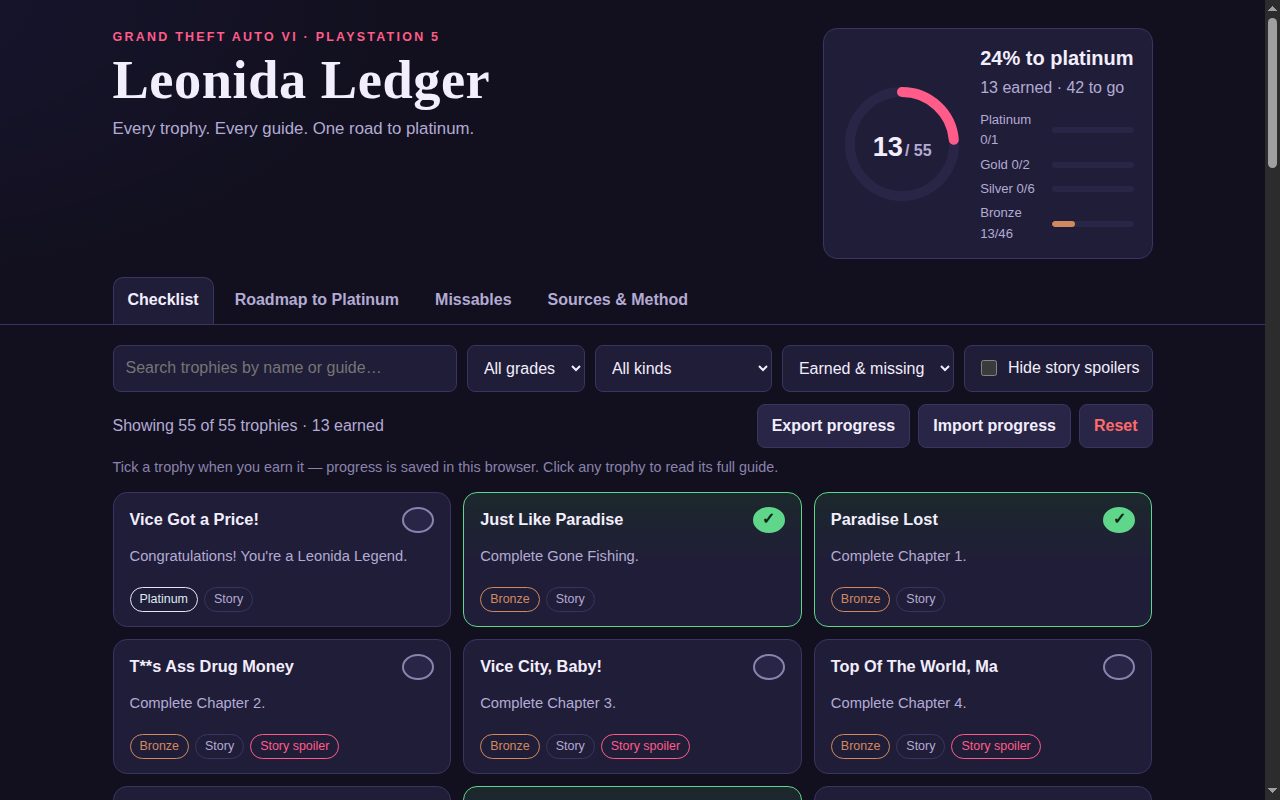 GRAND THEFT AUTO VI · PLAYSTATION 5
Leonida Ledger
Every trophy. Every guide. One road to platinum.
13 / 55
24% to platinum
13 earned · 42 to go
Platinum
0/1
Gold 0/2
Silver 0/6
Bronze
13/46
Checklist
Roadmap to Platinum
Missables
Sources & Method
Search trophies by name or guide…
All grades
All kinds
Earned & missing
Hide story spoilers
Showing 55 of 55 trophies · 13 earned
Export progress
Import progress
Reset
Tick a trophy when you earn it — progress is saved in this browser. Click any trophy to read its full guide.
Vice Got a Price!
Congratulations! You're a Leonida Legend.
Platinum
Story
Just Like Paradise
✓
Complete Gone Fishing.
Bronze
Story
Paradise Lost
✓
Complete Chapter 1.
Bronze
Story
T**s Ass Drug Money
Complete Chapter 2.
Bronze
Story
Story spoiler
Vice City, Baby!
Complete Chapter 3.
Bronze
Story
Story spoiler
Top Of The World, Ma
Complete Chapter 4.
Bronze
Story
Story spoiler